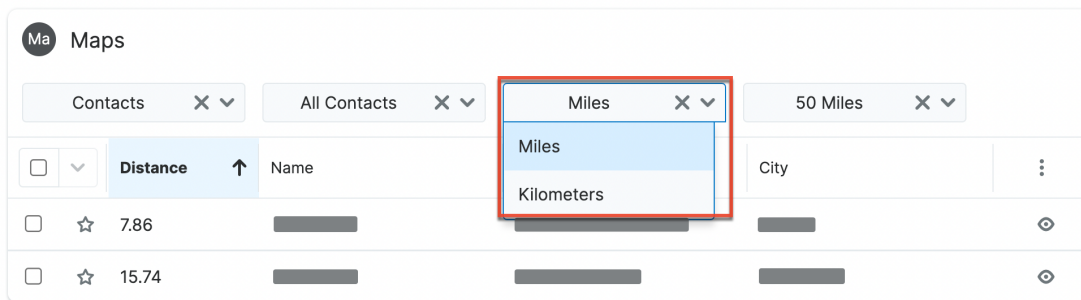 Ma Maps
Contacts All Contacts Miles 50 Miles
Miles
Distance Name City
Kilometers
7.86
15.74